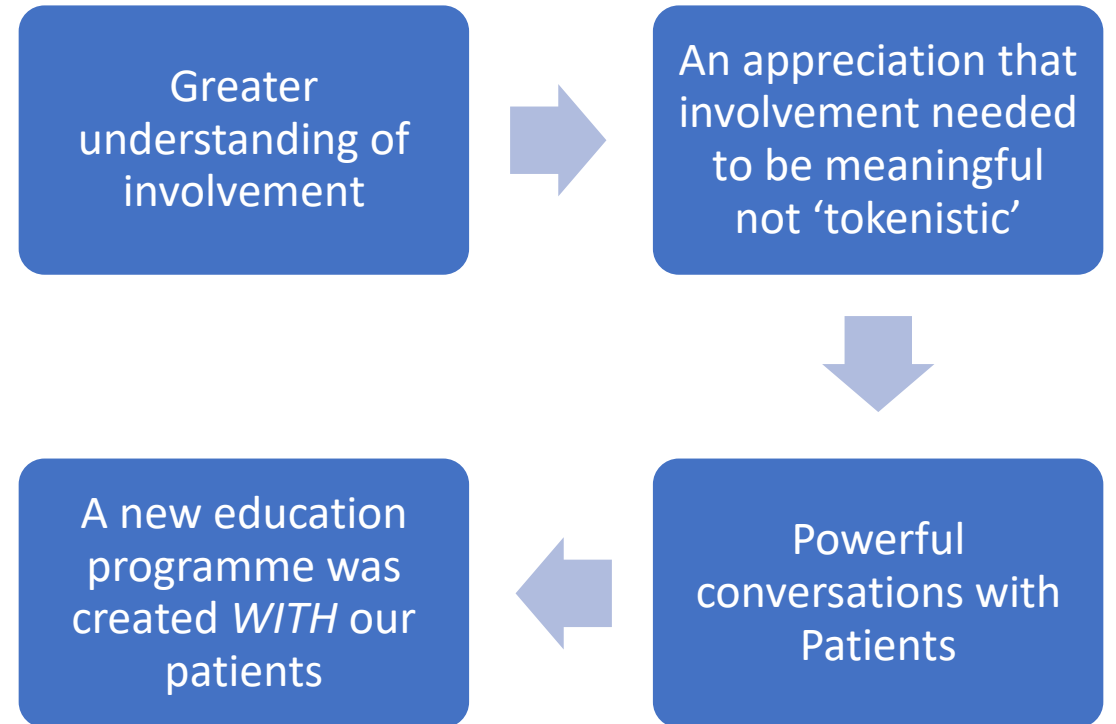 Greater
understanding of
involvement
An appreciation that
involvement needed
to be meaningful
not ‘tokenistic’
Powerful
conversations with
Patients
A new education
programme was
created WITH our
patients